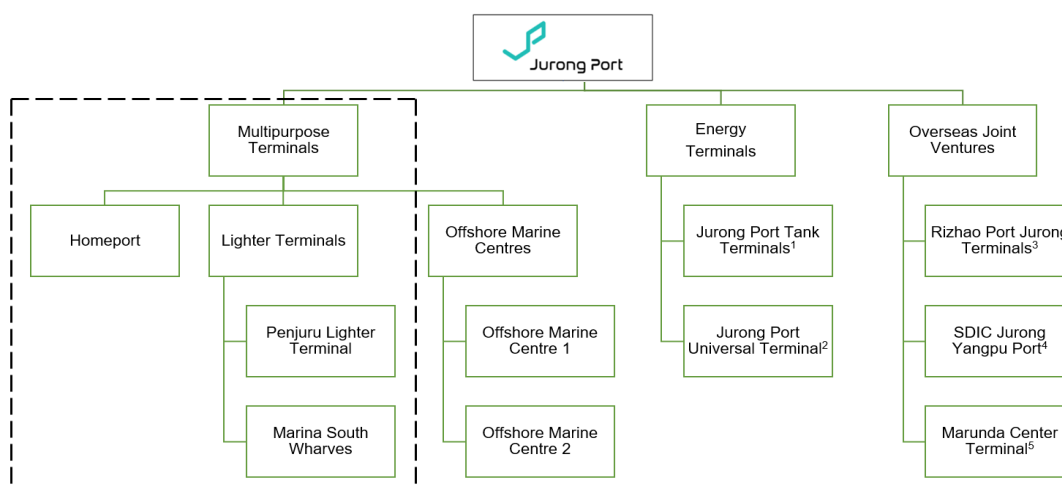 Jurong Port
Multipurpose
Terminals
Energy
Terminals
Overseas Joint
Ventures
Homeport
Lighter Terminals
Offshore Marine
Centres
Jurong Port Tank
Terminals¹
Rizhao Port Jurong
Terminals³
Penjuru Lighter
Terminal
Offshore Marine
Centre 1
Jurong Port
Universal Terminal²
SDIC Jurong
Yangpu Port⁴
Marina South
Wharves
Offshore Marine
Centre 2
Marunda Center
Terminal⁵